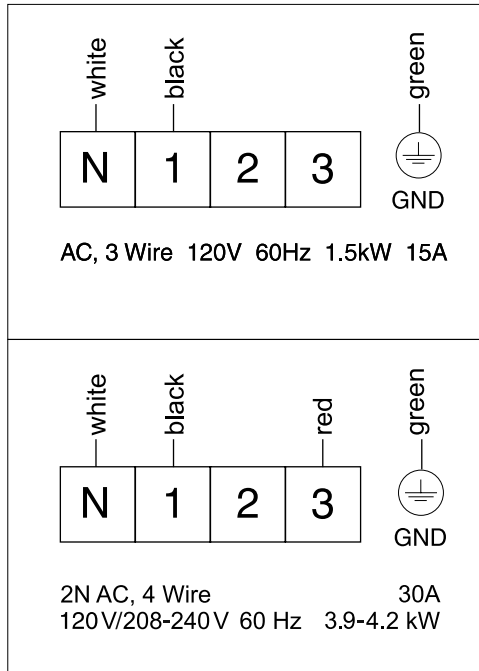 white black green
N 1 2 3
GND
AC, 3 Wire 120V 60Hz 1.5kW 15A
white black red green
N 1 2 3
GND
2N AC, 4 Wire 30A
120V/208-240V 60 Hz 3.9-4.2 kW